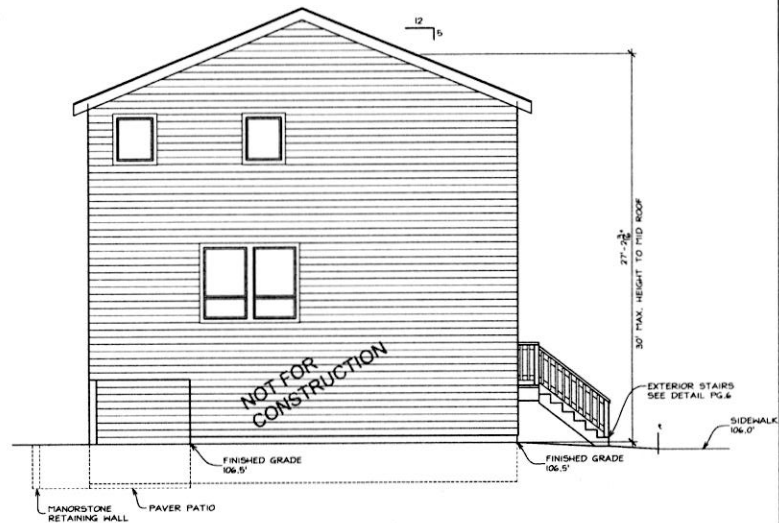 12
5
27'-2 3/16"
30' MAX. HEIGHT TO MID ROOF
NOT FOR
CONSTRUCTION
EXTERIOR STAIRS
SEE DETAIL PG.6
SIDEWALK
106.0'
FINISHED GRADE
106.5'
FINISHED GRADE
106.5'
MANORSTONE
RETAINING WALL
PAVER PATIO